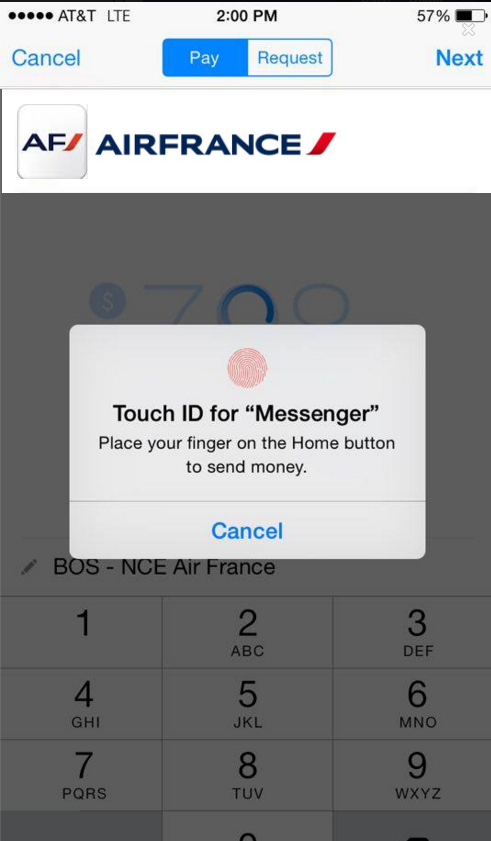 AT&T LTE 2:00 PM 57%
Cancel Pay Request Next
AF AIRFRANCE
$
Touch ID for “Messenger”
Place your finger on the Home button
to send money.
Cancel
BOS - NCE Air France
1 2 3
ABC DEF
4 5 6
GHI JKL MNO
7 8 9
PQRS TUV WXYZ